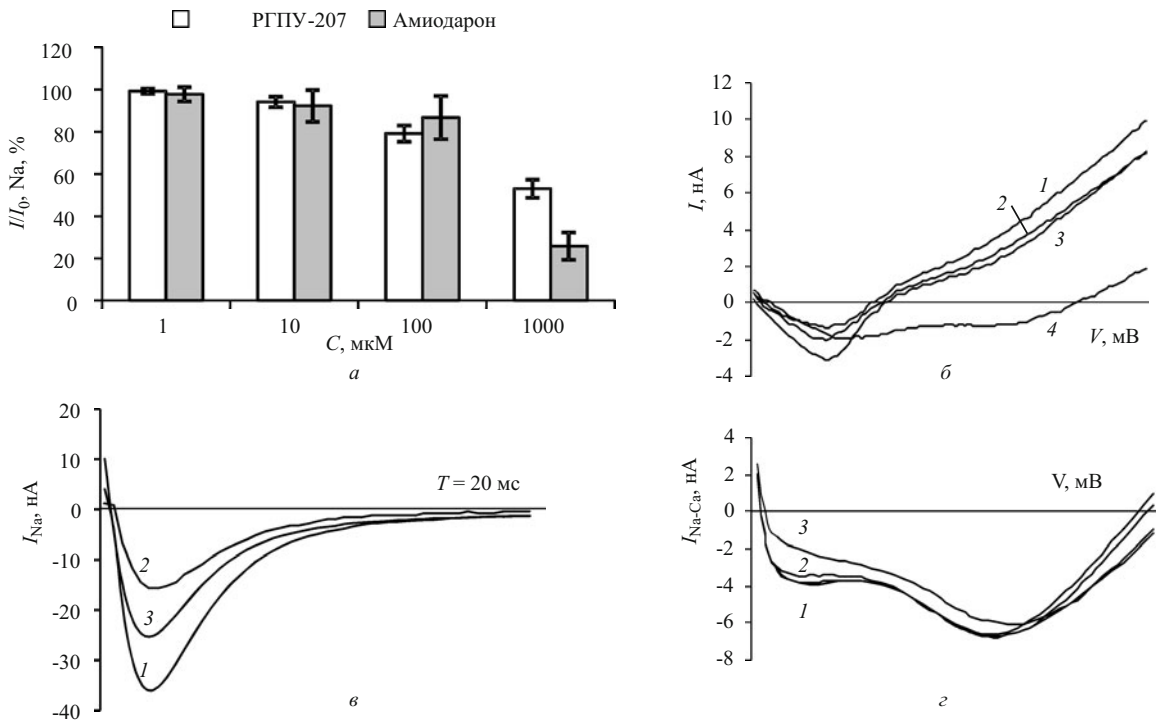 РГПУ-207 Амиодарон
I/I0, Na, %
120
100
80
60
40
20
0
1 10 100 1000
C, мкМ
а
I, нА
12
10
8
6
4
2
0
-2
-4
1
2
3
4
V, мВ
б
INa, нА
20
10
0
-10
-20
-30
-40
T = 20 мс
2
3
1
в
INa-Ca, нА
4
2
0
-2
-4
-6
-8
V, мВ
3
2
1
г